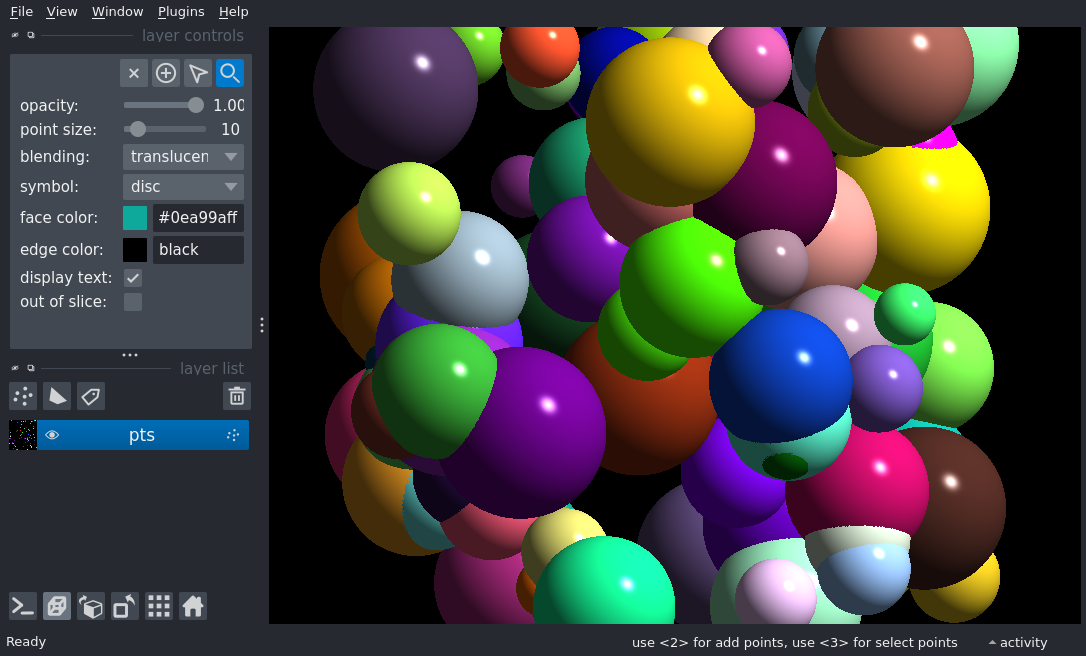 File View Window Plugins Help
layer controls
opacity: 1.00
point size: 10
blending: translucen
symbol: disc
face color: #0ea99aff
edge color: black
display text:
out of slice:
layer list
pts
Ready use <2> for add points, use <3> for select points activity